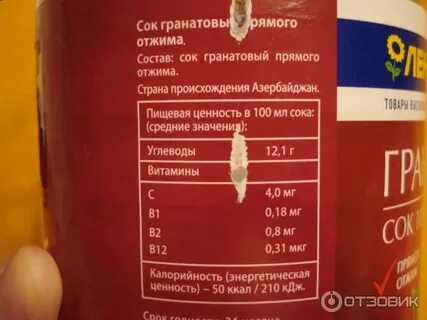 Сок гранатовый прямого
отжима.
Состав: сок гранатовый прямого
отжима.
Страна происхождения Азербайджан.
Пищевая ценность в 100 мл сока:
(средние значения):
Углеводы 12,1 г
Витамины
С 4,0 мг
В1 0,18 мг
В2 0,8 мг
В12 0,31 мкг
Калорийность (энергетическая
ценность) – 50 ккал / 210 кДж.
Сок
ТОВАРЫ
СОК
ОТЗОВИК